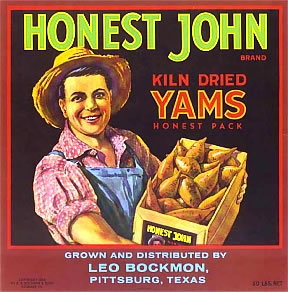 HONEST JOHN
BRAND
KILN DRIED
YAMS
HONEST PACK
HONEST JOHN
GROWN AND DISTRIBUTED BY
LEO BOCKMON,
PITTSBURG, TEXAS
50 LBS. NET